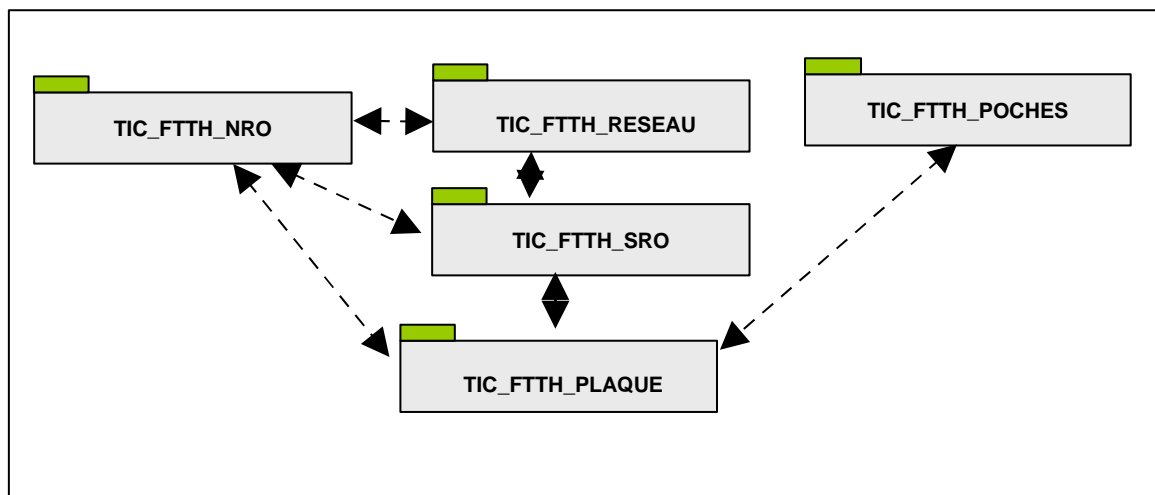 TIC_FTTH_NRO
TIC_FTTH_RESEAU
TIC_FTTH_POCHES
TIC_FTTH_SRO
TIC_FTTH_PLAQUE